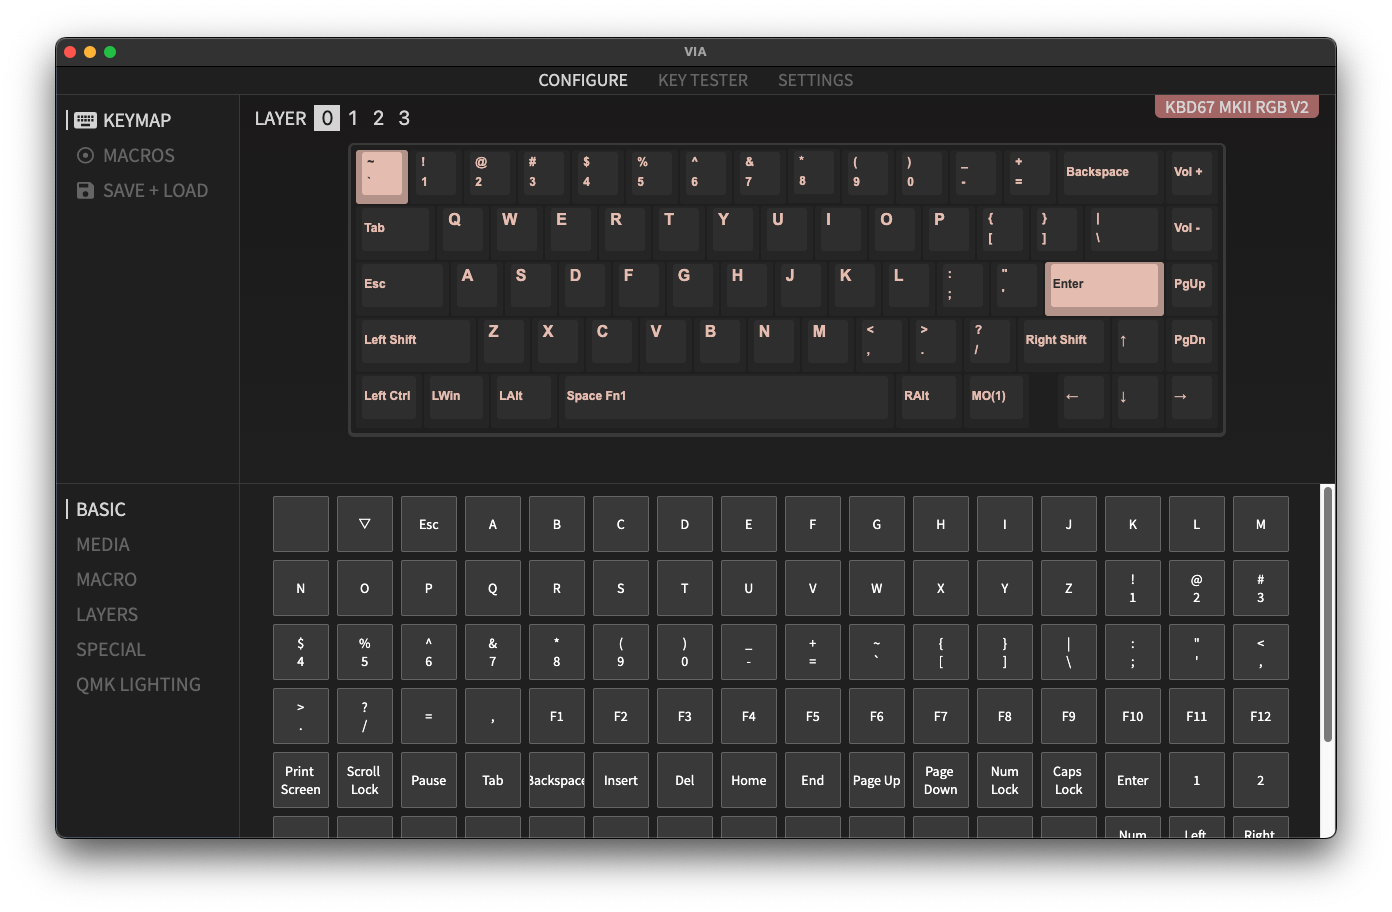 VIA
CONFIGURE KEY TESTER SETTINGS
KEYMAP
MACROS
SAVE + LOAD
LAYER 0 1 2 3
KBD67 MKII RGB V2
~ ! @ # $ % ^ & * ( ) _ +
` 1 2 3 4 5 6 7 8 9 0 - = Backspace Vol +
Tab Q W E R T Y U I O P { } | Vol -
[ ] \
Esc A S D F G H J K L : " Enter PgUp
; '
Left Shift Z X C V B N M < > ? Right Shift ↑ PgDn
, . /
Left Ctrl LWin LAlt Space Fn1 RAlt MO(1) ← ↓ →
BASIC
MEDIA
MACRO
LAYERS
SPECIAL
QMK LIGHTING
▽ Esc A B C D E F G H I J K L M
N O P Q R S T U V W X Y Z ! @ #
1 2 3
$ % ^ & * ( ) _ + ~ { } | : " <
4 5 6 7 8 9 0 - = ` [ ] \ ; ' ,
> ? = , F1 F2 F3 F4 F5 F6 F7 F8 F9 F10 F11 F12
. /
Print Screen Scroll Lock Pause Tab Backspace Insert Del Home End Page Up Page Down Num Lock Caps Lock Enter 1 2
Num Left Right